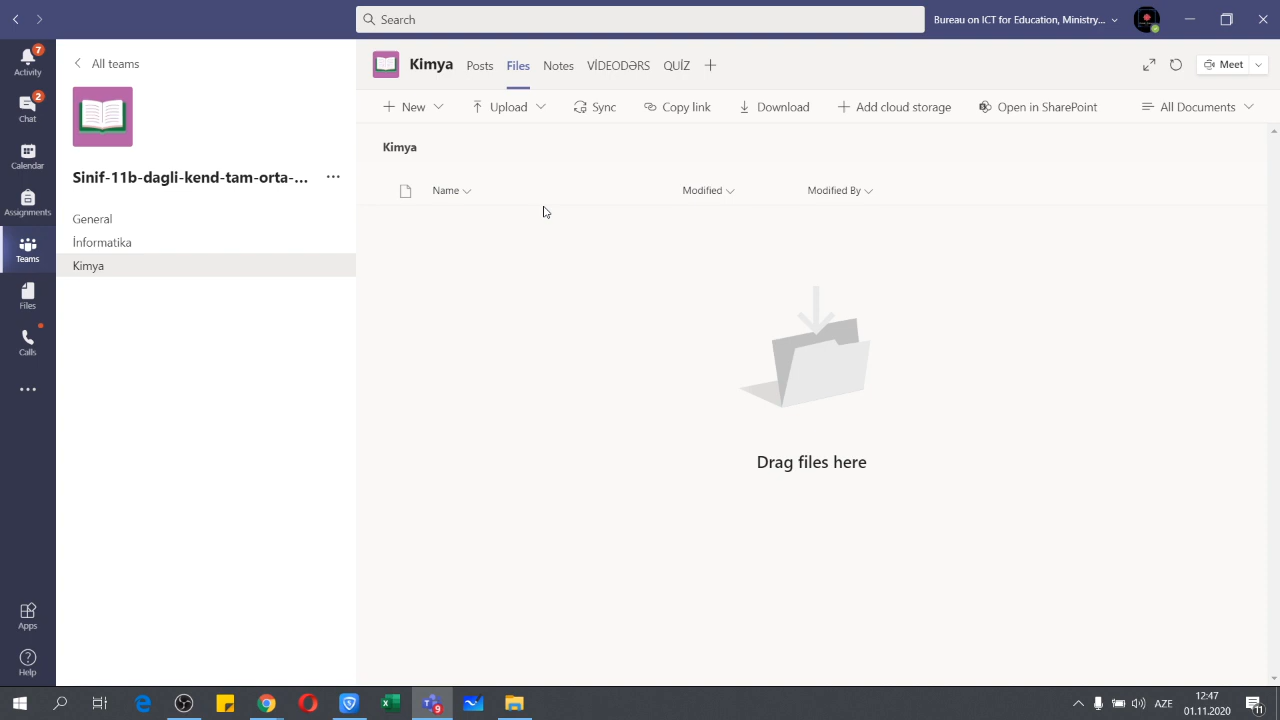 Search
Bureau on ICT for Education, Ministry...
7
Activity
2
Chat
Calendar
Assignments
Teams
Files
Calls
Apps
Help
All teams
Sinif-11b-dagli-kend-tam-orta-...
General
İnformatika
Kimya
Kimya Posts Files Notes VİDEODƏRS QUİZ
Meet
New Upload Sync Copy link Download Add cloud storage Open in SharePoint All Documents
Kimya
Name Modified Modified By
Drag files here
9
AZE
12:47
01.11.2020
11